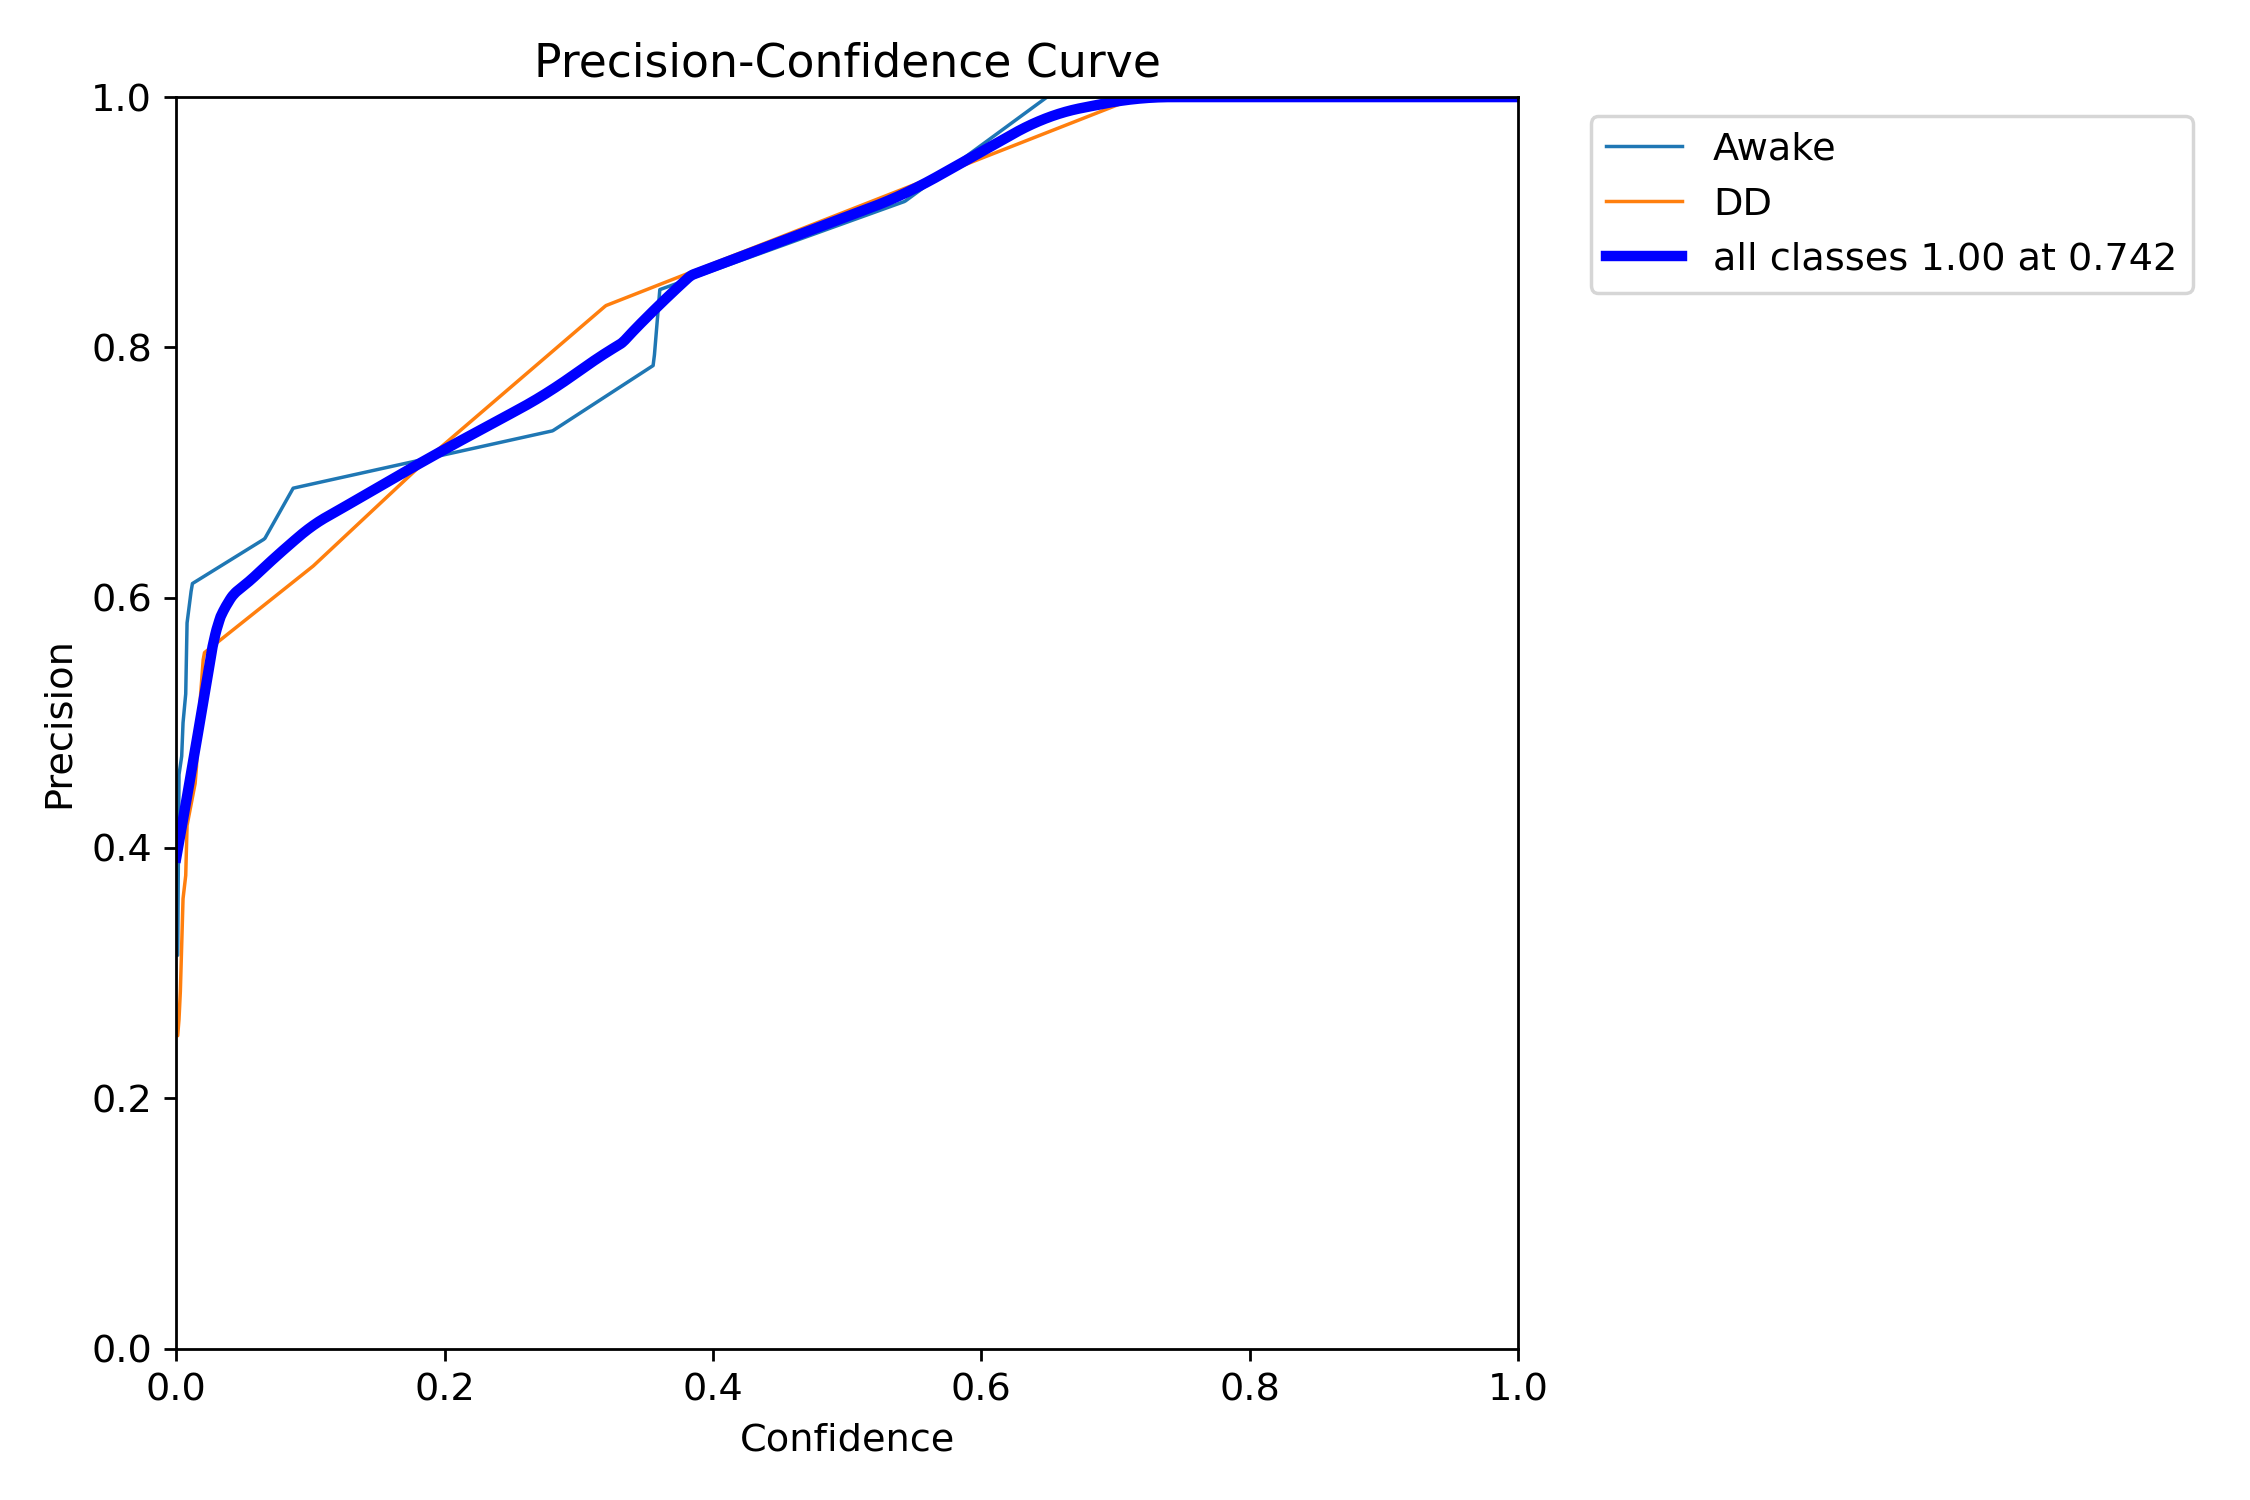 Precision-Confidence Curve
1.0
0.8
0.6
0.4
0.2
0.0
Precision
0.0 0.2 0.4 0.6 0.8 1.0
Confidence
Awake
DD
all classes 1.00 at 0.742